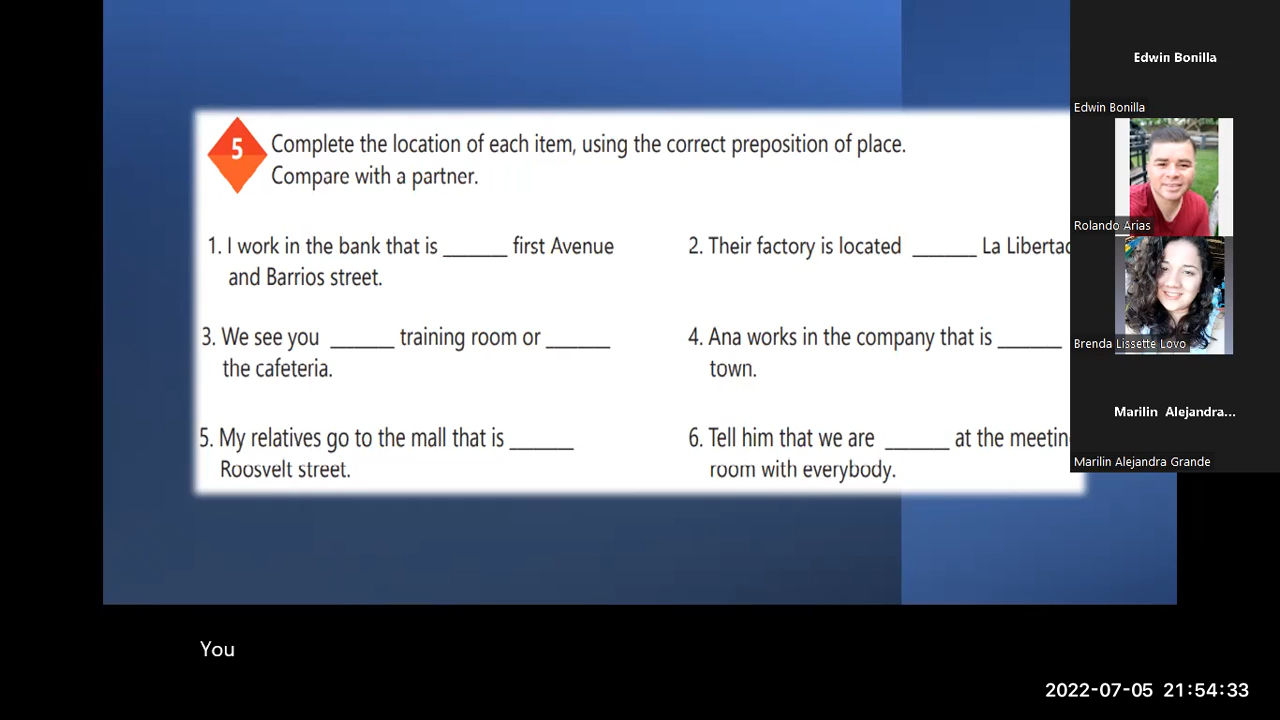 Edwin Bonilla
Edwin Bonilla
Rolando Arias
Brenda Lissette Lovo
Marilin Alejandra...
Marilin Alejandra Grande
5
Complete the location of each item, using the correct preposition of place.
Compare with a partner.
1. I work in the bank that is _______ first Avenue
and Barrios street.
2. Their factory is located _______ La Libertad
3. We see you _______ training room or _______
the cafeteria.
4. Ana works in the company that is _______
town.
5. My relatives go to the mall that is _______
Roosvelt street.
6. Tell him that we are _______ at the meetin
room with everybody.
You
2022-07-05 21:54:33